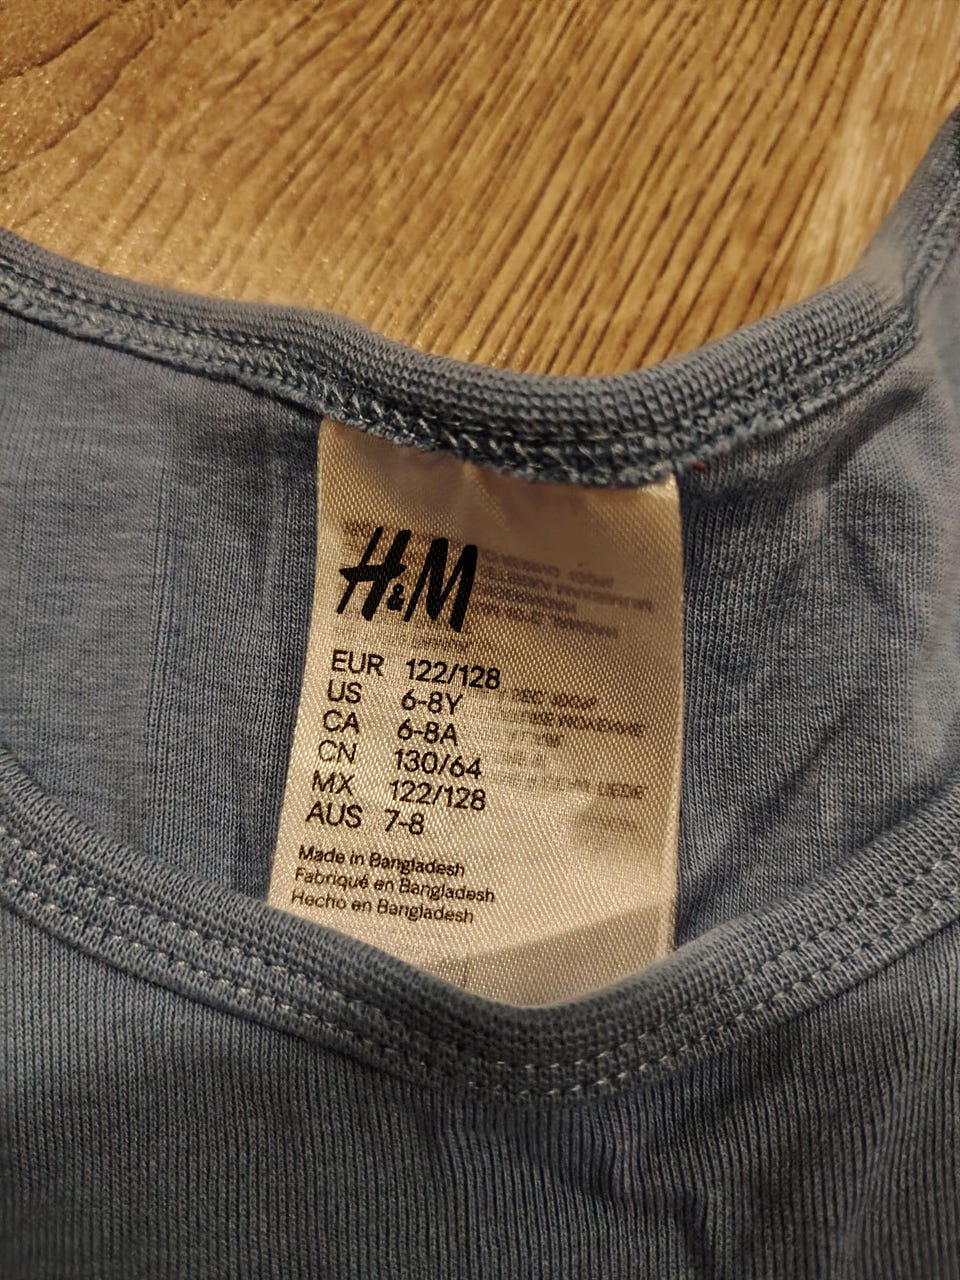 H&M
EUR 122/128
US 6-8Y
CA 6-8A
CN 130/64
MX 122/128
AUS 7-8
Made in Bangladesh
Fabriqué en Bangladesh
Hecho en Bangladesh